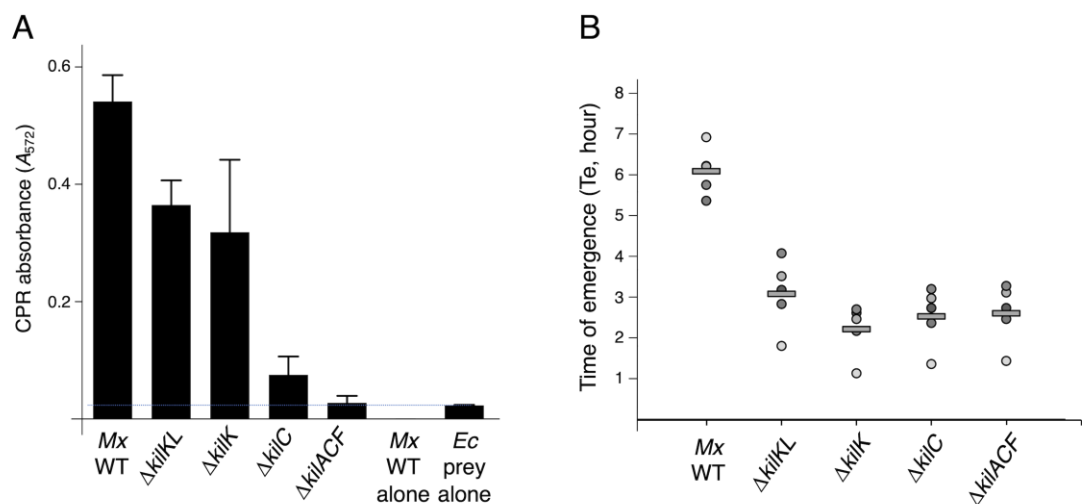 A
CPR absorbance (A572)
0.6
0.4
0.2
Mx
WT
ΔkilKL
ΔkilK
ΔkilC
ΔkilACF
Mx
WT
alone
Ec
prey
alone
B
Time of emergence (Te, hour)
8
7
6
5
4
3
2
1
Mx
WT
ΔkilKL
ΔkilK
ΔkilC
ΔkilACF